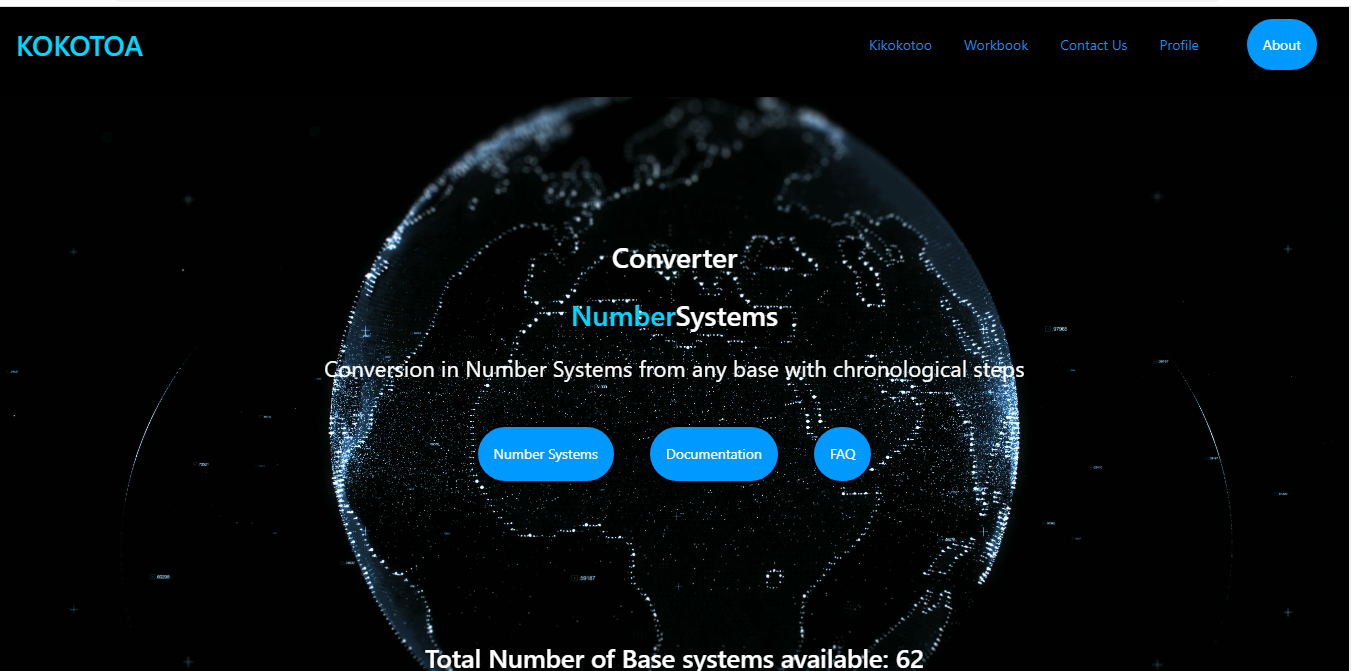 KOKOTOA
Kikokotoo
Workbook
Contact Us
Profile
About
Converter
NumberSystems
Conversion in Number Systems from any base with chronological steps
Number Systems
Documentation
FAQ
59187
Total Number of Base systems available: 62